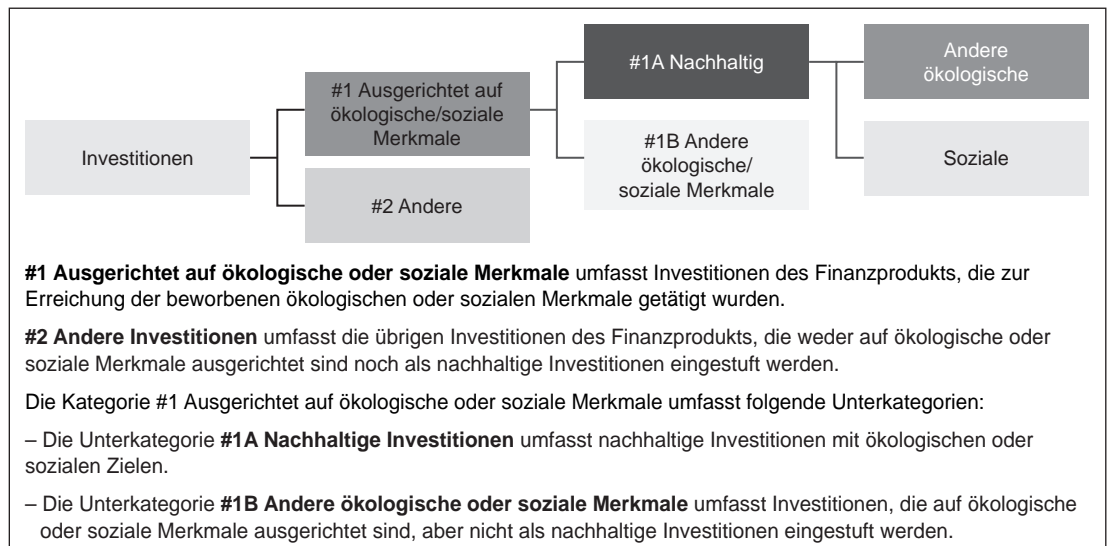 Investitionen
#1 Ausgerichtet auf
ökologische/soziale
Merkmale
#2 Andere
#1A Nachhaltig
#1B Andere
ökologische/
soziale Merkmale
Andere
ökologische
Soziale
#1 Ausgerichtet auf ökologische oder soziale Merkmale umfasst Investitionen des Finanzprodukts, die zur
Erreichung der beworbenen ökologischen oder sozialen Merkmale getätigt wurden.
#2 Andere Investitionen umfasst die übrigen Investitionen des Finanzprodukts, die weder auf ökologische oder
soziale Merkmale ausgerichtet sind noch als nachhaltige Investitionen eingestuft werden.
Die Kategorie #1 Ausgerichtet auf ökologische oder soziale Merkmale umfasst folgende Unterkategorien:
– Die Unterkategorie #1A Nachhaltige Investitionen umfasst nachhaltige Investitionen mit ökologischen oder
sozialen Zielen.
– Die Unterkategorie #1B Andere ökologische oder soziale Merkmale umfasst Investitionen, die auf ökologische
oder soziale Merkmale ausgerichtet sind, aber nicht als nachhaltige Investitionen eingestuft werden.